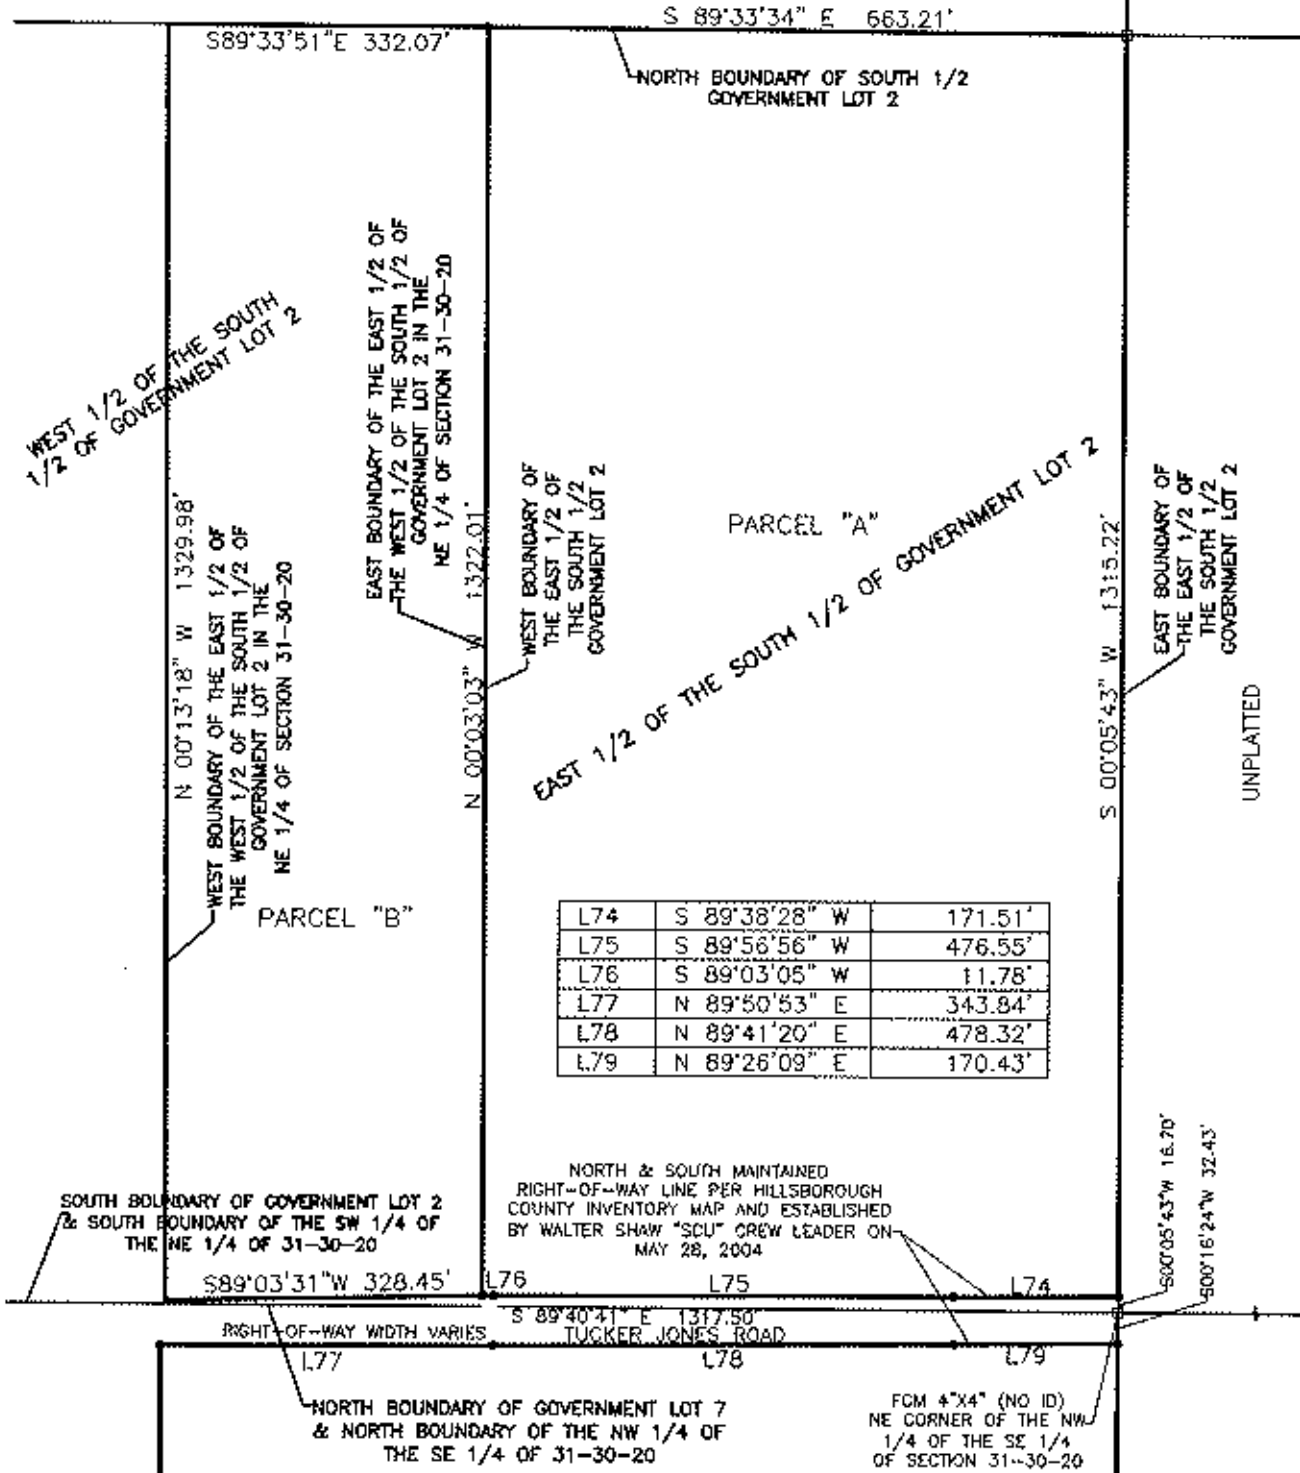 S 89°33'34" E 663.21'
S89°33'51"E 332.07'
NORTH BOUNDARY OF SOUTH 1/2
GOVERNMENT LOT 2
WEST 1/2 OF THE SOUTH
1/2 OF GOVERNMENT LOT 2
EAST BOUNDARY OF THE EAST 1/2 OF
THE WEST 1/2 OF THE SOUTH 1/2 OF
GOVERNMENT LOT 2 IN THE
NE 1/4 OF SECTION 31-30-20
WEST BOUNDARY OF
THE EAST 1/2 OF
THE SOUTH 1/2
GOVERNMENT LOT 2
PARCEL "A"
EAST 1/2 OF THE SOUTH 1/2 OF GOVERNMENT LOT 2
EAST BOUNDARY OF
THE EAST 1/2 OF
THE SOUTH 1/2
GOVERNMENT LOT 2
UNPLATTED
N 00°13'18" W 1329.98'
WEST BOUNDARY OF THE EAST 1/2 OF
THE WEST 1/2 OF THE SOUTH 1/2 OF
GOVERNMENT LOT 2 IN THE
NE 1/4 OF SECTION 31-30-20
N 00°03'03" W 1322.01'
S 00°05'43" W 1315.22'
PARCEL "B"
L74 S 89°38'28" W 171.51'
L75 S 89°56'56" W 476.55'
L76 S 89°03'05" W 11.78'
L77 N 89°50'53" E 343.84'
L78 N 89°41'20" E 478.32'
L79 N 89°26'09" E 170.43'
NORTH & SOUTH MAINTAINED
RIGHT-OF-WAY LINE PER HILLSBOROUGH
COUNTY INVENTORY MAP AND ESTABLISHED
BY WALTER SHAW "SCU" CREW LEADER ON
MAY 28, 2004
S00°05'43"W 16.20'
S00°16'24"W 32.43'
SOUTH BOUNDARY OF GOVERNMENT LOT 2
& SOUTH BOUNDARY OF THE SW 1/4 OF
THE NE 1/4 OF 31-30-20
S89°03'31"W 328.45'
L76
L75
L74
S 89°40'41" E 1317.50'
RIGHT-OF-WAY WIDTH VARIES
TUCKER JONES ROAD
L77
L78
L79
NORTH BOUNDARY OF GOVERNMENT LOT 7
& NORTH BOUNDARY OF THE NW 1/4 OF
THE SE 1/4 OF 31-30-20
FCM 4"X4" (NO ID)
NE CORNER OF THE NW
1/4 OF THE SE 1/4
OF SECTION 31-30-20